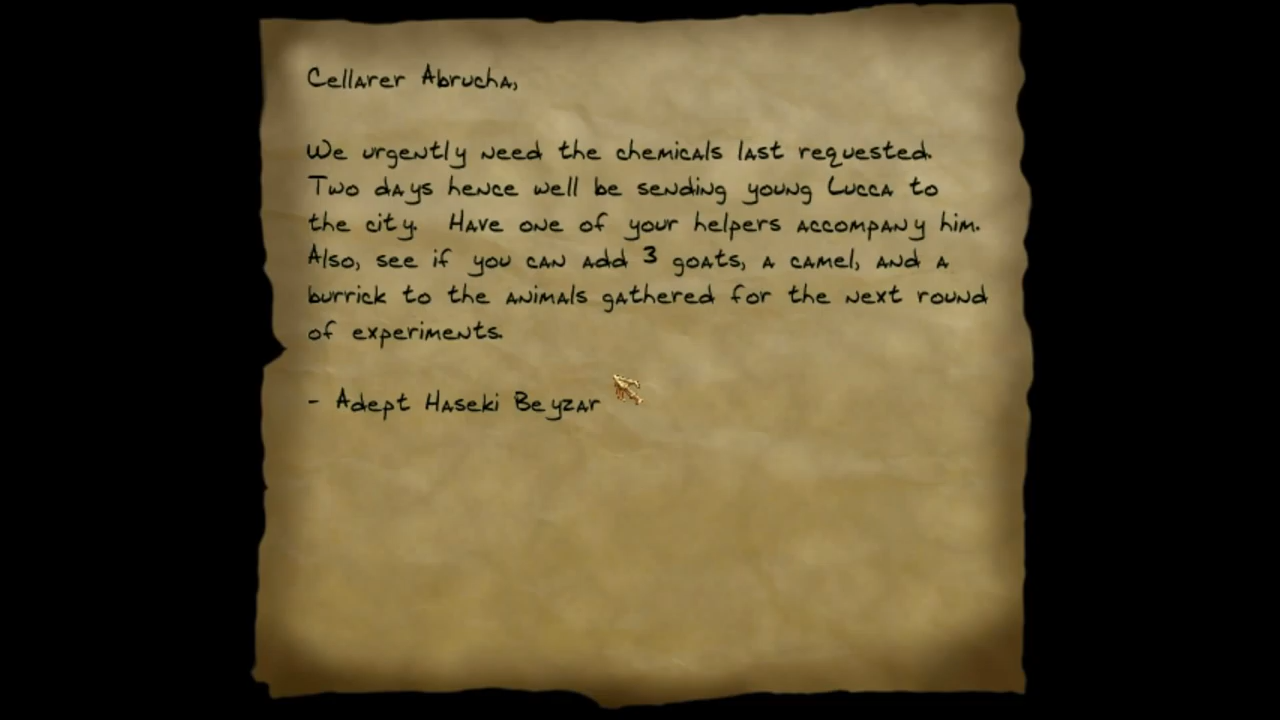 Cellarer Abrucha,
We urgently need the chemicals last requested.
Two days hence well be sending young Lucca to
the city. Have one of your helpers accompany him.
Also, see if you can add 3 goats, a camel, and a
burrick to the animals gathered for the next round
of experiments.
- Adept Haseki Beyzar